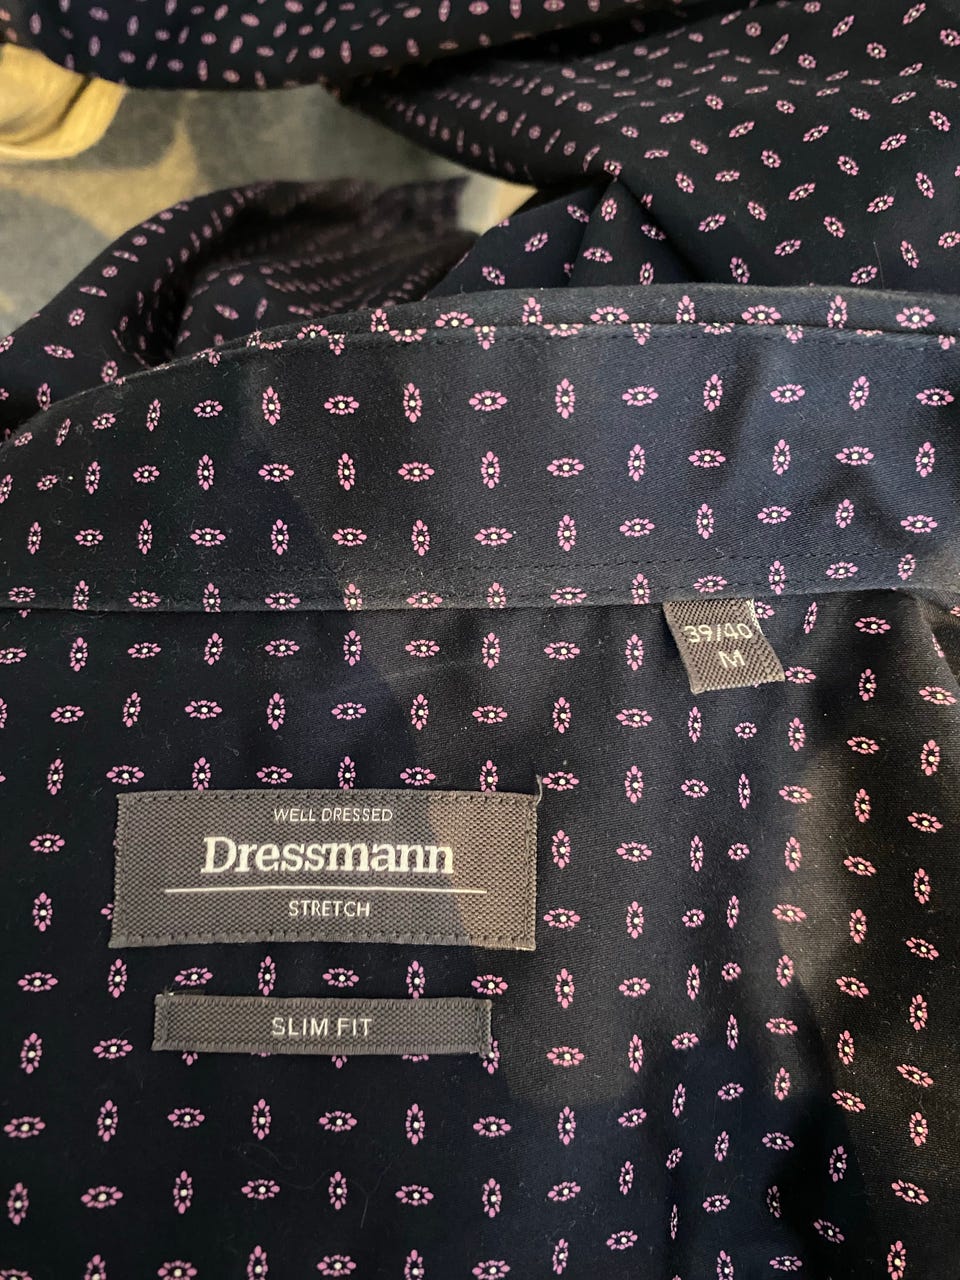 39/40
M
WELL DRESSED
Dressmann
STRETCH
SLIM FIT